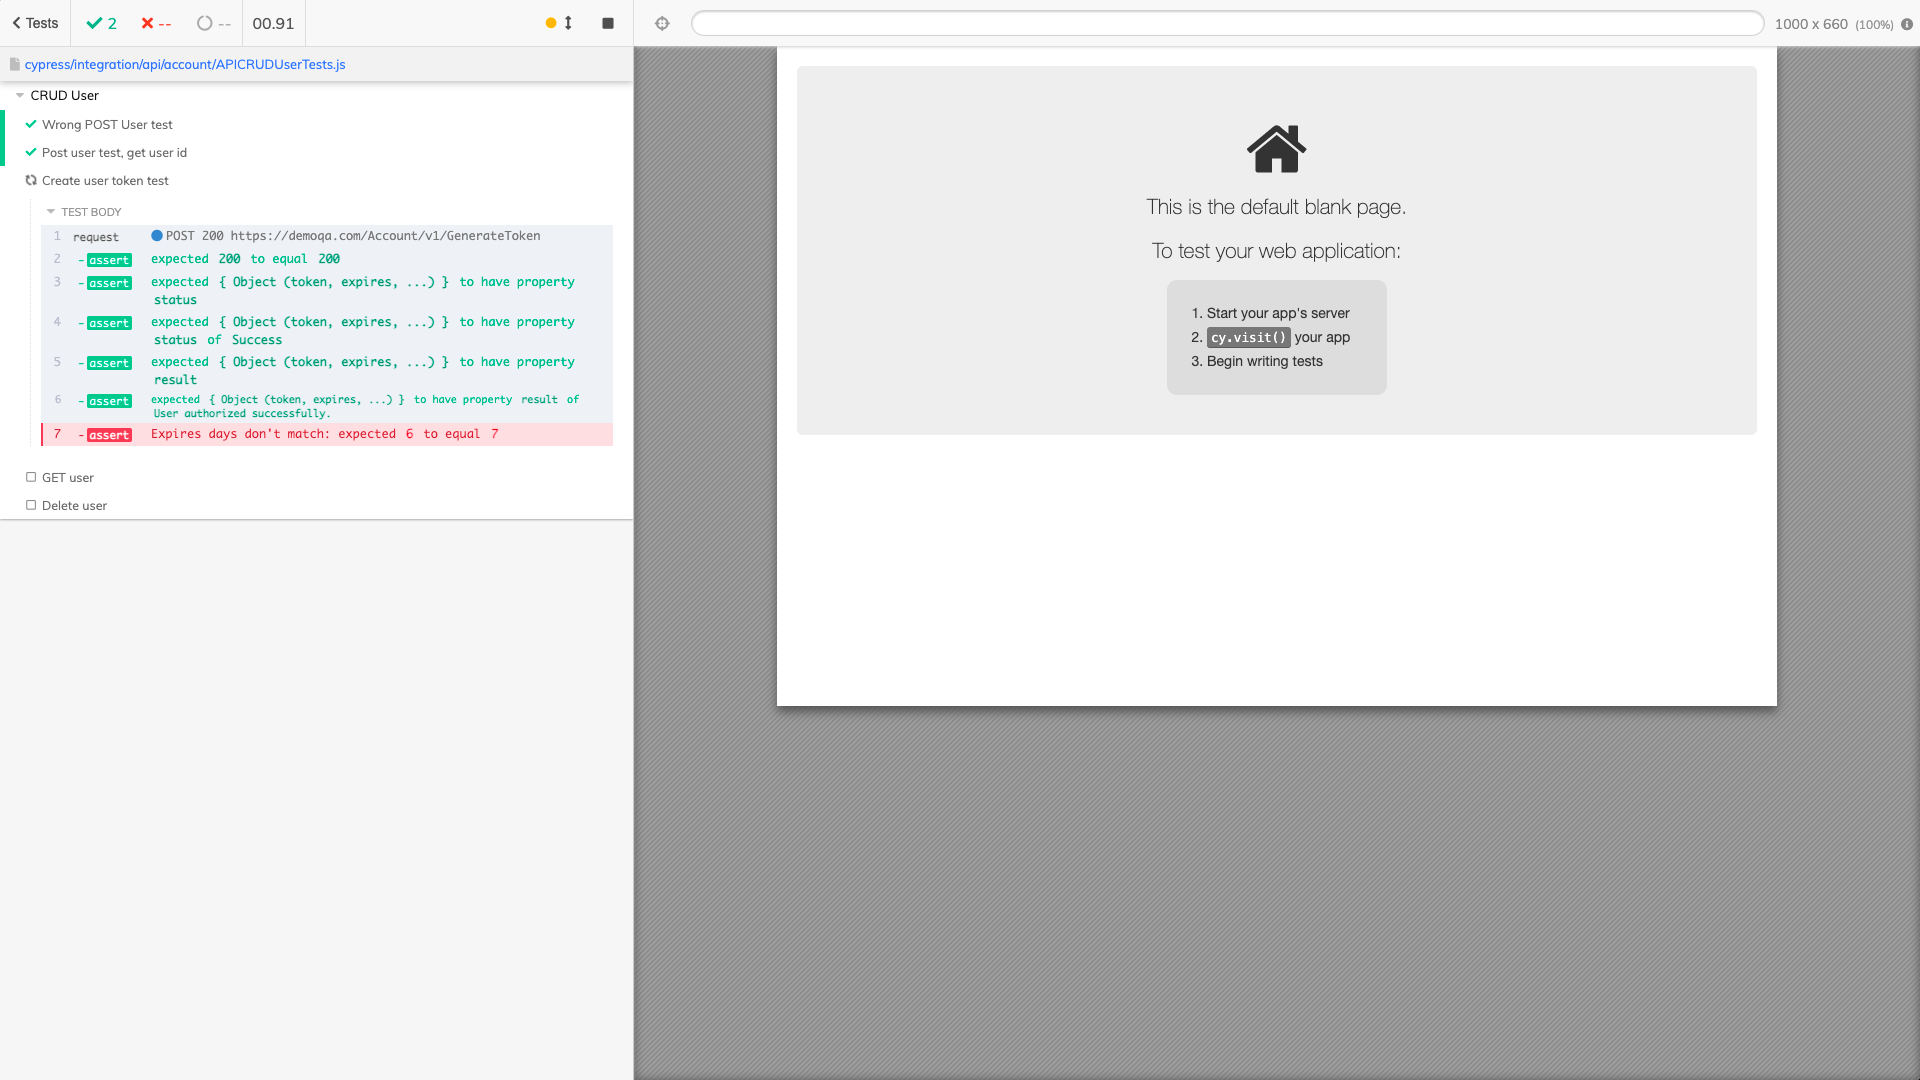 Tests
2
--
--
00.91
1000 x 660 (100%)
cypress/integration/api/account/APICRUDUserTests.js
CRUD User
Wrong POST User test
Post user test, get user id
Create user token test
TEST BODY
1 request POST 200 https://demoqa.com/Account/v1/GenerateToken
2 -assert expected 200 to equal 200
3 -assert expected { Object (token, expires, ...) } to have property
status
4 -assert expected { Object (token, expires, ...) } to have property
status of Success
5 -assert expected { Object (token, expires, ...) } to have property
result
6 -assert expected { Object (token, expires, ...) } to have property result of
User authorized successfully.
7 -assert Expires days don't match: expected 6 to equal 7
GET user
Delete user
This is the default blank page.
To test your web application:
1. Start your app's server
2. cy.visit() your app
3. Begin writing tests